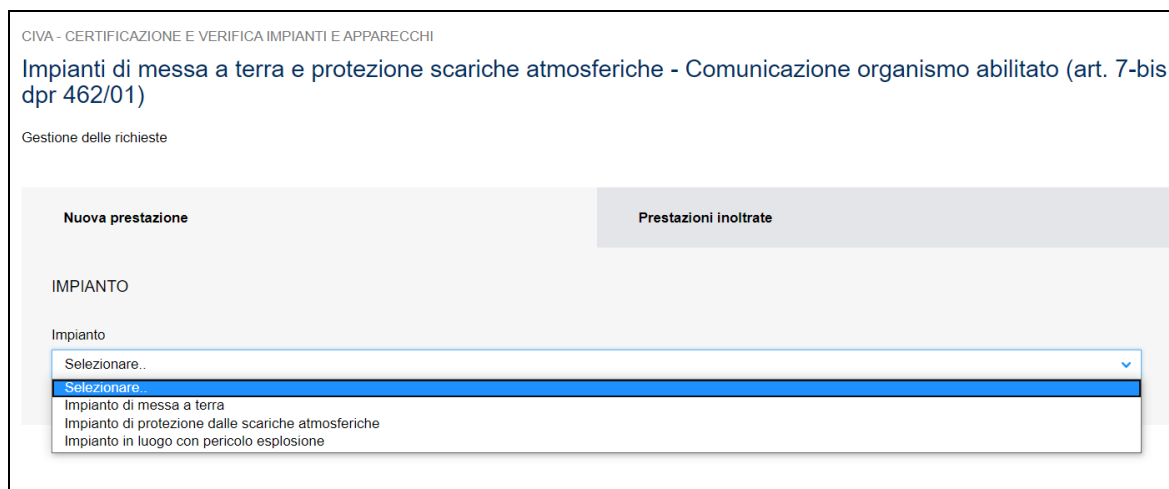 CIVA - CERTIFICAZIONE E VERIFICA IMPIANTI E APPARECCHI
Impianti di messa a terra e protezione scariche atmosferiche - Comunicazione organismo abilitato (art. 7-bis
dpr 462/01)
Gestione delle richieste
Nuova prestazione
Prestazioni inoltrate
IMPIANTO
Impianto
Selezionare..
Selezionare..
Impianto di messa a terra
Impianto di protezione dalle scariche atmosferiche
Impianto in luogo con pericolo esplosione